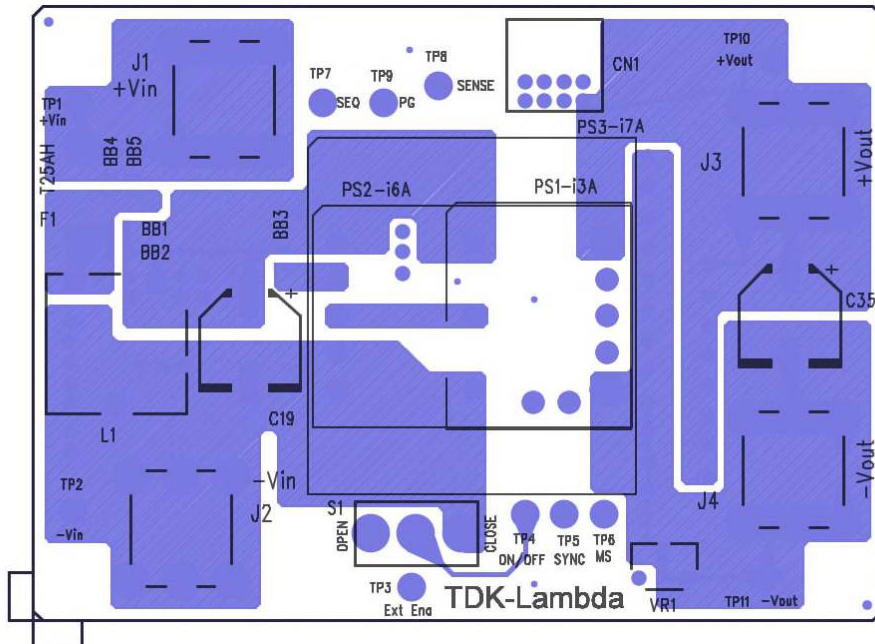 J1
+Vin
TP1
+Vin
T25AH
BB4
BB5
F1
BB1
BB2
BB3
TP7
SEQ
TP9
PG
TP8
SENSE
CN1
PS3-i7A
PS2-i6A
PS1-i3A
TP10
+Vout
J3
+Vout
+
C35
+
C19
L1
TP2
-Vin
-Vin
J2
S1
OPEN
CLOSE
TP4
ON/OFF
TP5
SYNC
TP6
MS
TP3
Ext Ena
TDK-Lambda
VR1
J4
-Vout
TP11 -Vout